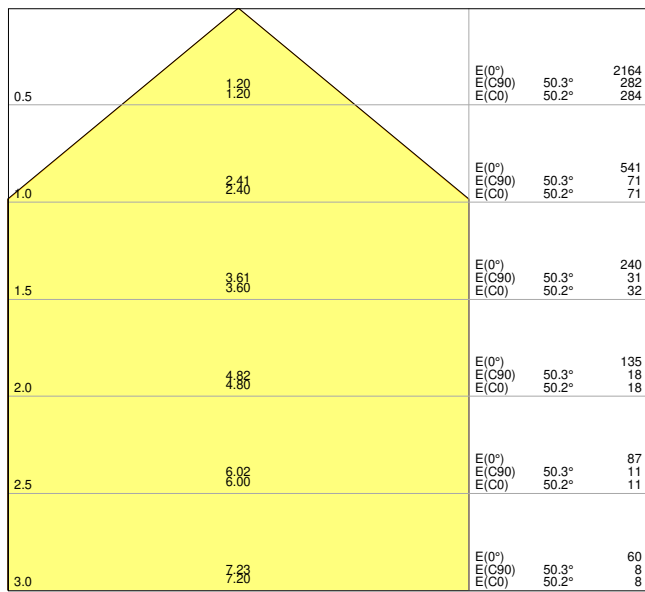 E(0°) 2164
1.20 E(C90) 50.3° 282
0.5 1.20 E(C0) 50.2° 284
E(0°) 541
2.41 E(C90) 50.3° 71
1.0 2.40 E(C0) 50.2° 71
E(0°) 240
3.61 E(C90) 50.3° 31
1.5 3.60 E(C0) 50.2° 32
E(0°) 135
4.82 E(C90) 50.3° 18
2.0 4.80 E(C0) 50.2° 18
E(0°) 87
6.02 E(C90) 50.3° 11
2.5 6.00 E(C0) 50.2° 11
E(0°) 60
7.23 E(C90) 50.3° 8
3.0 7.20 E(C0) 50.2° 8